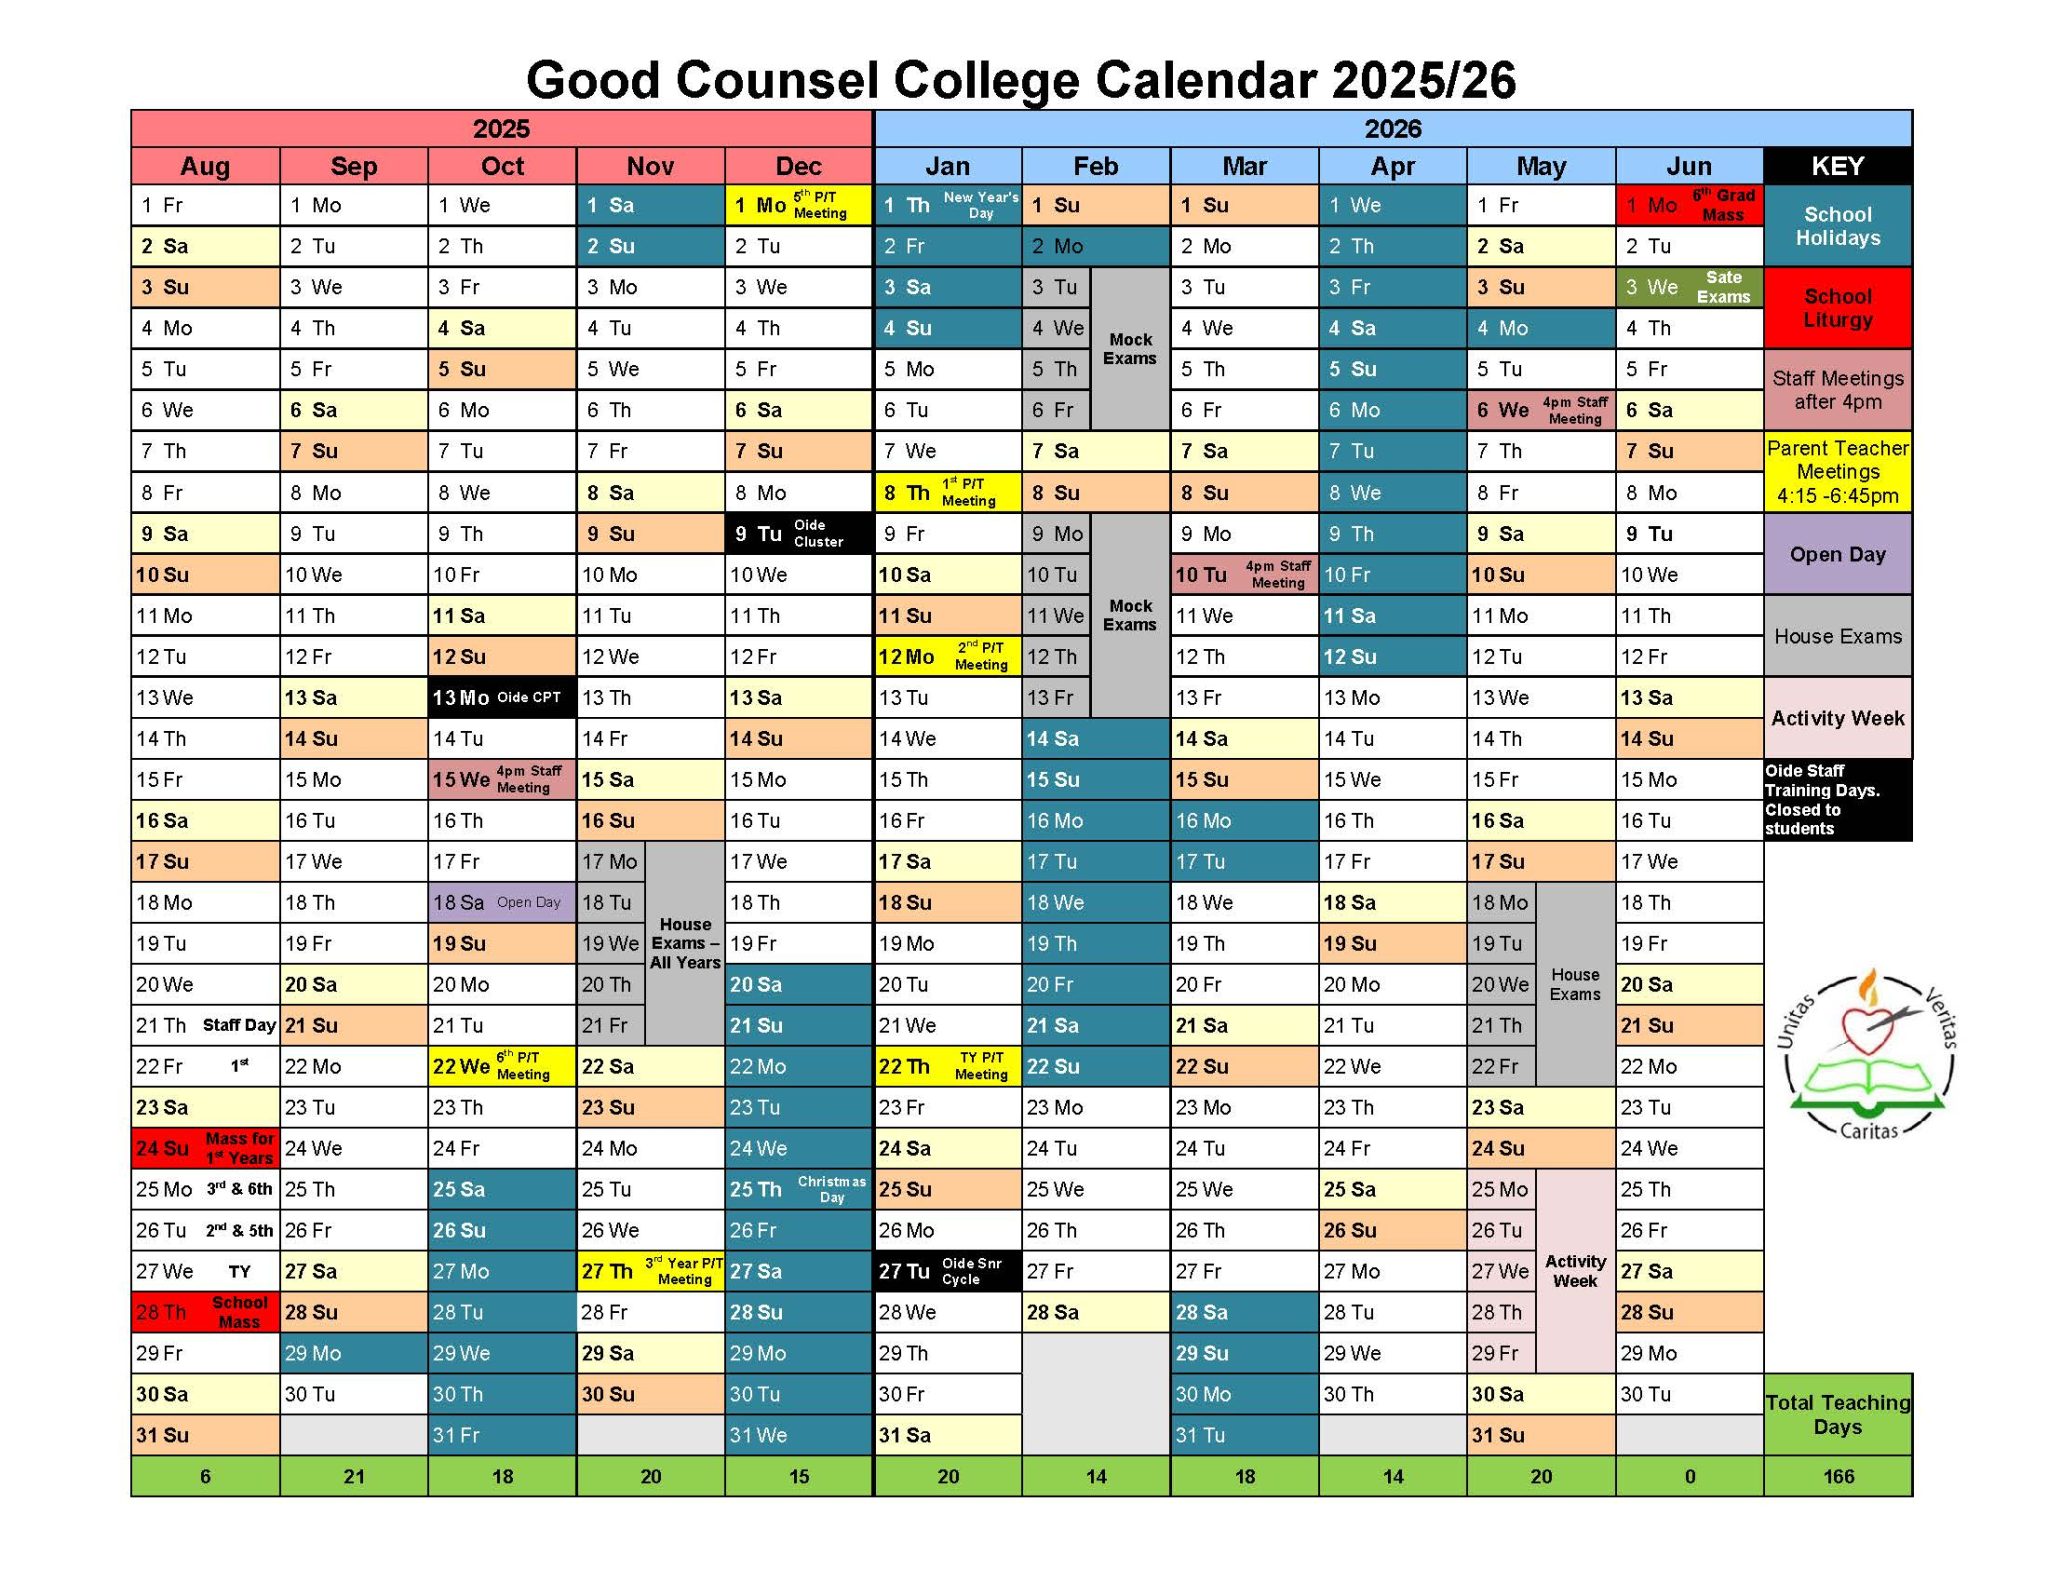 Good Counsel College Calendar 2025/26
2025 2026
Aug Sep Oct Nov Dec Jan Feb Mar Apr May Jun KEY
1 Fr 1 Mo 1 We 1 Sa 1 Mo 5th P/T Meeting 1 Th New Year's Day 1 Su 1 Su 1 We 1 Fr 1 Mo 6th Grad Mass School Holidays
2 Sa 2 Tu 2 Th 2 Su 2 Tu 2 Fr 2 Mo 2 Mo 2 Th 2 Sa 2 Tu
3 Su 3 We 3 Fr 3 Mo 3 We 3 Sa 3 Tu Mock Exams 3 Tu 3 Fr 3 Su 3 We Sate Exams School Liturgy
4 Mo 4 Th 4 Sa 4 Tu 4 Th 4 Su 4 We 4 We 4 Sa 4 Mo 4 Th
5 Tu 5 Fr 5 Su 5 We 5 Fr 5 Mo 5 Th 5 Th 5 Su 5 Tu 5 Fr Staff Meetings after 4pm
6 We 6 Sa 6 Mo 6 Th 6 Sa 6 Tu 6 Fr 6 Fr 6 Mo 6 We 4pm Staff Meeting 6 Sa
7 Th 7 Su 7 Tu 7 Fr 7 Su 7 We 7 Sa 7 Sa 7 Tu 7 Th 7 Su Parent Teacher Meetings 4:15 -6:45pm
8 Fr 8 Mo 8 We 8 Sa 8 Mo 8 Th 1st P/T Meeting 8 Su 8 Su 8 We 8 Fr 8 Mo
9 Sa 9 Tu 9 Th 9 Su 9 Tu Oide Cluster 9 Fr 9 Mo Mock Exams 9 Mo 9 Th 9 Sa 9 Tu Open Day
10 Su 10 We 10 Fr 10 Mo 10 We 10 Sa 10 Tu 10 Tu 4pm Staff Meeting 10 Fr 10 Su 10 We
11 Mo 11 Th 11 Sa 11 Tu 11 Th 11 Su 11 We 11 We 11 Sa 11 Mo 11 Th House Exams
12 Tu 12 Fr 12 Su 12 We 12 Fr 12 Mo 2nd P/T Meeting 12 Th 12 Th 12 Su 12 Tu 12 Fr
13 We 13 Sa 13 Mo Oide CPT 13 Th 13 Sa 13 Tu 13 Fr 13 Fr 13 Mo 13 We 13 Sa Activity Week
14 Th 14 Su 14 Tu 14 Fr 14 Su 14 We 14 Sa 14 Sa 14 Tu 14 Th 14 Su
15 Fr 15 Mo 15 We 4pm Staff Meeting 15 Sa 15 Mo 15 Th 15 Su 15 Su 15 We 15 Fr 15 Mo Oide Staff Training Days. Closed to students
16 Sa 16 Tu 16 Th 16 Su 16 Tu 16 Fr 16 Mo 16 Mo 16 Th 16 Sa 16 Tu
17 Su 17 We 17 Fr 17 Mo House Exams – All Years 17 We 17 Sa 17 Tu 17 Tu 17 Fr 17 Su 17 We
18 Mo 18 Th 18 Sa Open Day 18 Tu 18 Th 18 Su 18 We 18 We 18 Sa 18 Mo House Exams 18 Th
19 Tu 19 Fr 19 Su 19 We 19 Fr 19 Mo 19 Th 19 Th 19 Su 19 Tu 19 Fr
20 We 20 Sa 20 Mo 20 Th 20 Sa 20 Tu 20 Fr 20 Fr 20 Mo 20 We 20 Sa
21 Th Staff Day 21 Su 21 Tu 21 Fr 21 Su 21 We 21 Sa 21 Sa 21 Tu 21 Th 21 Su
22 Fr 1st 22 Mo 22 We 6th P/T Meeting 22 Sa 22 Mo 22 Th TY P/T Meeting 22 Su 22 Su 22 We 22 Fr 22 Mo
23 Sa 23 Tu 23 Th 23 Su 23 Tu 23 Fr 23 Mo 23 Mo 23 Th 23 Sa 23 Tu
24 Su Mass for 1st Years 24 We 24 Fr 24 Mo 24 We 24 Sa 24 Tu 24 Tu 24 Fr 24 Su 24 We
25 Mo 3rd & 6th 25 Th 25 Sa 25 Tu 25 Th Christmas Day 25 Su 25 We 25 We 25 Sa 25 Mo Activity Week 25 Th
26 Tu 2nd & 5th 26 Fr 26 Su 26 We 26 Fr 26 Mo 26 Th 26 Th 26 Su 26 Tu 26 Fr
27 We TY 27 Sa 27 Mo 27 Th 3rd Year P/T Meeting 27 Sa 27 Tu Oide Snr Cycle 27 Fr 27 Fr 27 Mo 27 We 27 Sa
28 Th School Mass 28 Su 28 Tu 28 Fr 28 Su 28 We 28 Sa 28 Sa 28 Tu 28 Th 28 Su
29 Fr 29 Mo 29 We 29 Sa 29 Mo 29 Th 29 Su 29 We 29 Fr 29 Mo
30 Sa 30 Tu 30 Th 30 Su 30 Tu 30 Fr 30 Mo 30 Th 30 Sa 30 Tu Total Teaching Days
31 Su 31 Fr 31 We 31 Sa 31 Tu 31 Su
6 21 18 20 15 20 14 18 14 20 0 166
Unitas Veritas
Caritas